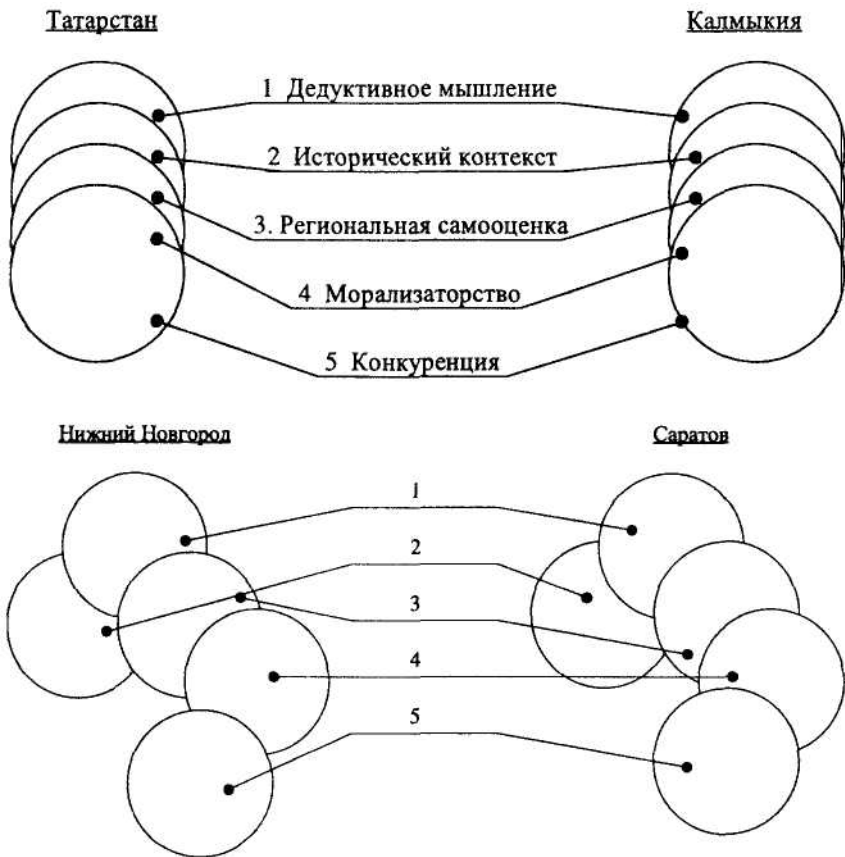 Татарстан
Калмыкия
1 Дедуктивное мышление
2 Исторический контекст
3. Региональная самооценка
4 Морализаторство
5 Конкуренция
Нижний Новгород
Саратов
1
2
3
4
5